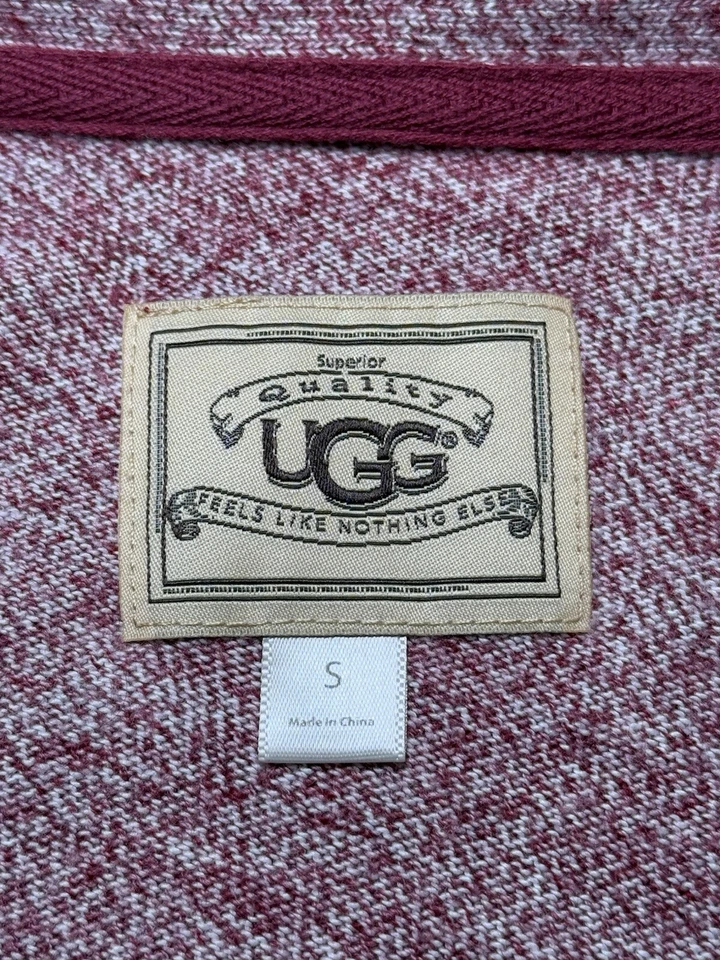 Superior
Quality
UGG®
FEELS LIKE NOTHING ELSE
S
Made in China